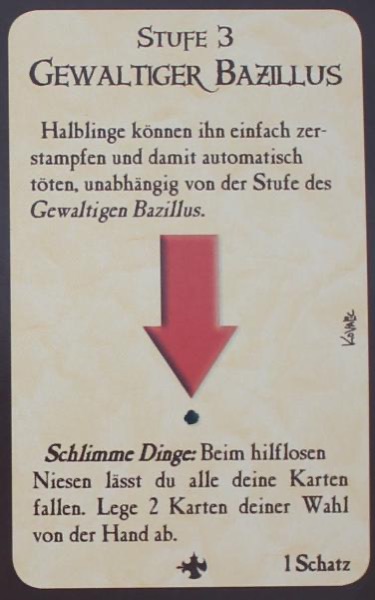 Stufe 3
Gewaltiger Bazillus
Halblinge können ihn einfach zer-
stampfen und damit automatisch
töten, unabhängig von der Stufe des
Gewaltigen Bazillus.
Kovalic
Schlimme Dinge: Beim hilflosen
Niesen lässt du alle deine Karten
fallen. Lege 2 Karten deiner Wahl
von der Hand ab.
1 Schatz